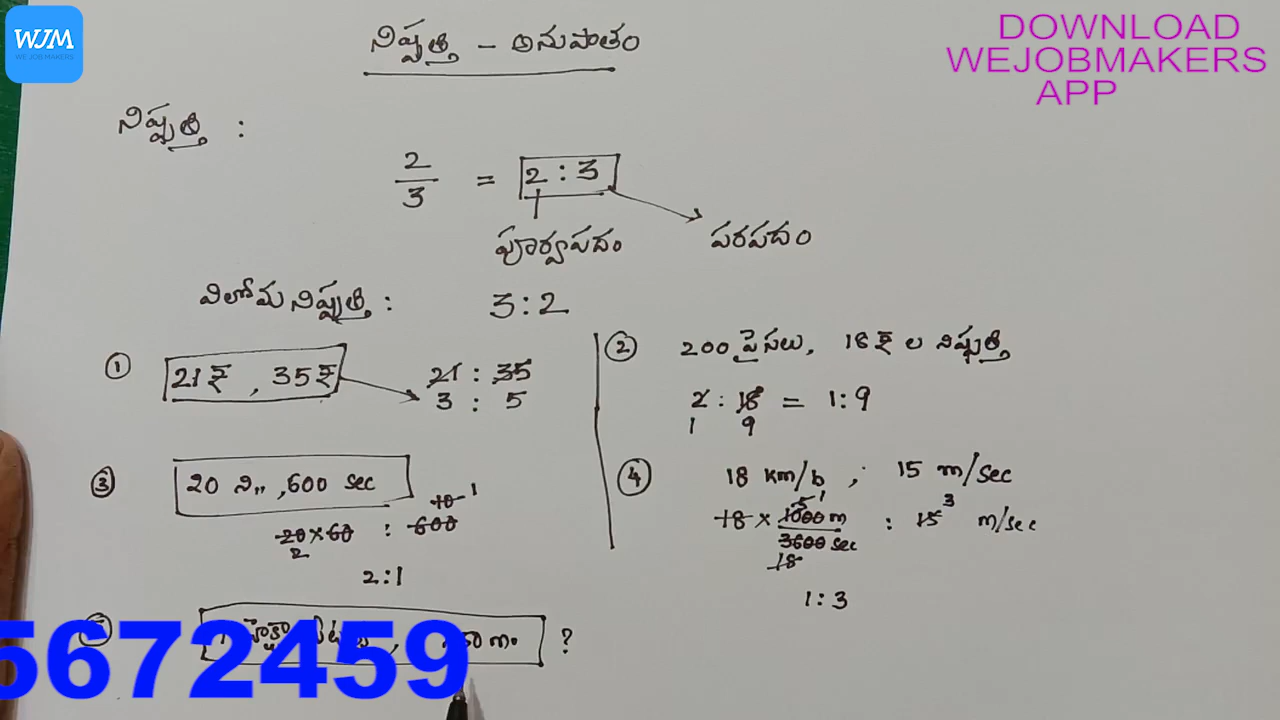 WJM
WE JOBMAKERS
DOWNLOAD
WEJOBMAKERS
APP
నిష్పత్తి - అనుపాతం
నిష్పత్తి :
2/3 = 2 : 3
పూర్వపదం
పరపదం
విలోమ నిష్పత్తి : 3:2
① 21₹ , 35₹
21 : 35
3 : 5
② 200 పైసలు, 18₹ ల నిష్పత్తి
2 : 18 = 1:9
1 9
③ 20 ని,, ,600 sec
10 1
20 x 60 : 600
2
2:1
④ 18 km/h ; 15 m/sec
5 1 3
18 x 1000 m / 3600 sec : 15 m/sec
18
1:3
?
5672459